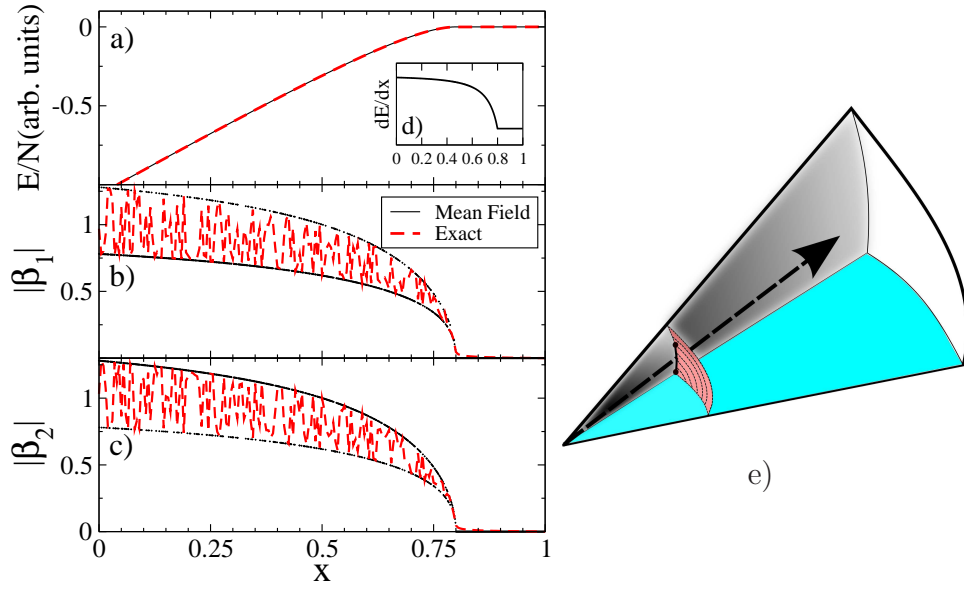 0
-0.5
E/N(arb. units)
a)
dE/dx
d)
0 0.2 0.4 0.6 0.8 1
1
0.5
|β1|
b)
Mean Field
Exact
1
0.5
0
|β2|
c)
0 0.25 0.5 0.75 1
x
e)